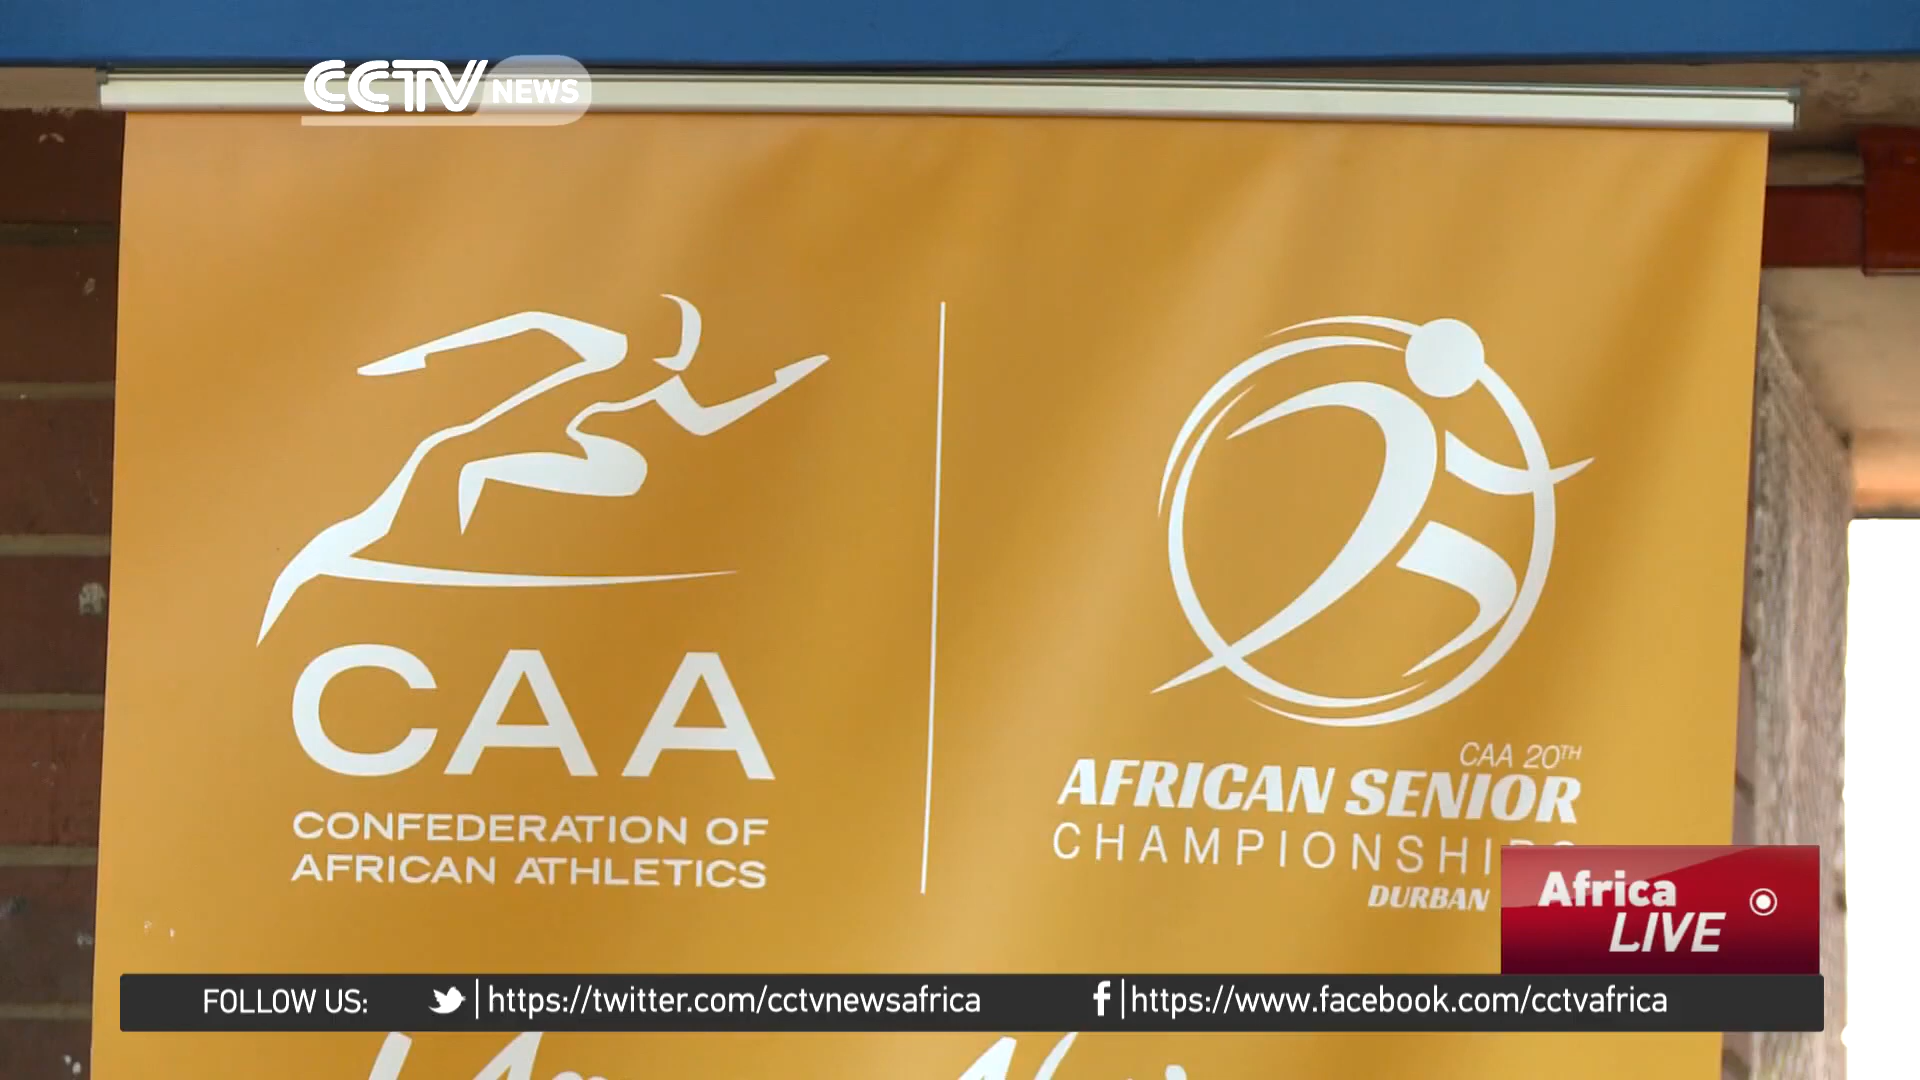 CCTV NEWS
CAA
CONFEDERATION OF
AFRICAN ATHLETICS
CAA 20TH
AFRICAN SENIOR
CHAMPIONSHIPS
DURBAN
Africa
LIVE
FOLLOW US: https://twitter.com/cctvnewsafrica https://www.facebook.com/cctvafrica